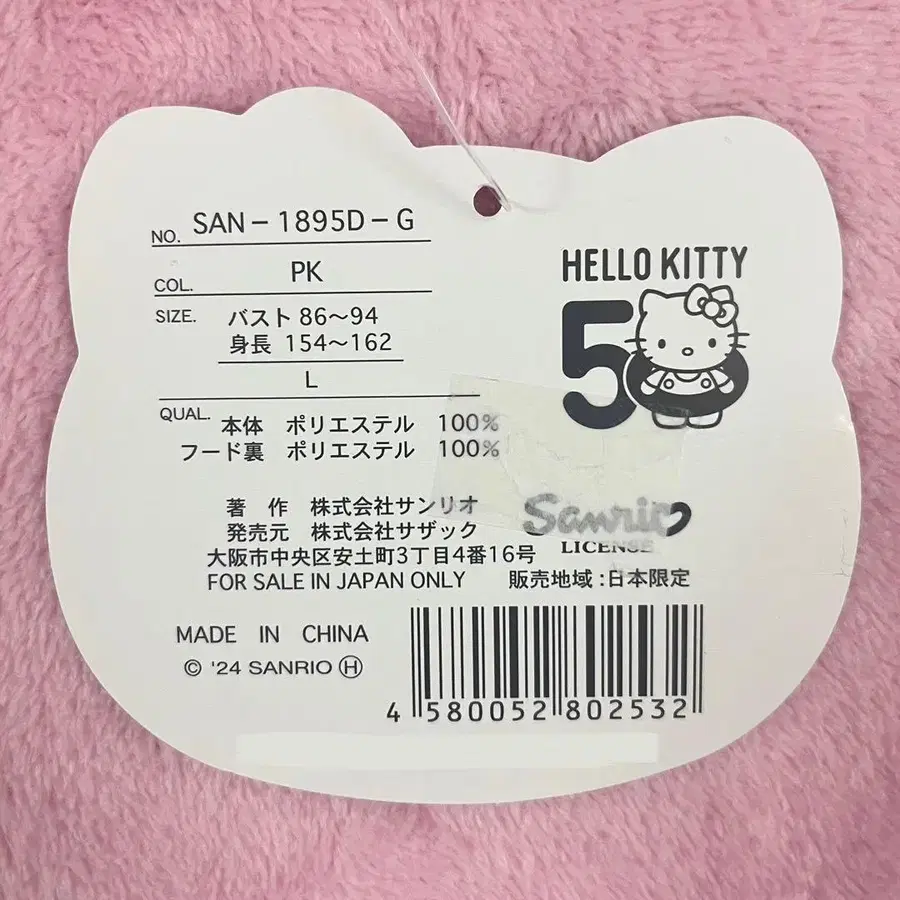 NO. SAN-1895D-G
COL. PK
SIZE. バスト 86〜94
身長 154〜162
L
QUAL. 本体 ポリエステル 100%
フード裏 ポリエステル 100%
HELLO KITTY
50
著 作 株式会社サンリオ
発売元 株式会社サザック
大阪市中央区安土町3丁目4番16号
FOR SALE IN JAPAN ONLY 販売地域:日本限定
Sanrio
LICENSE
MADE IN CHINA
© '24 SANRIO Ⓗ
4 580052 802532